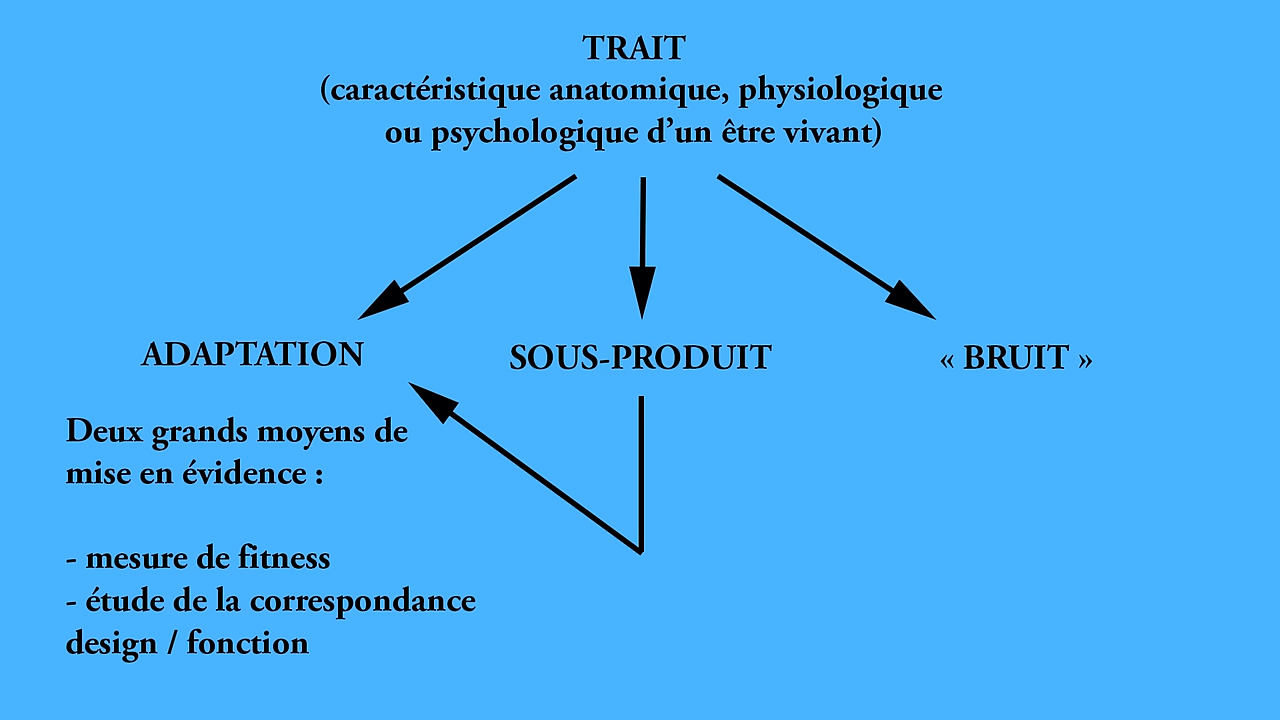 TRAIT
(caractéristique anatomique, physiologique
ou psychologique d’un être vivant)
ADAPTATION
SOUS-PRODUIT
« BRUIT »
Deux grands moyens de
mise en évidence :
- mesure de fitness
- étude de la correspondance
design / fonction